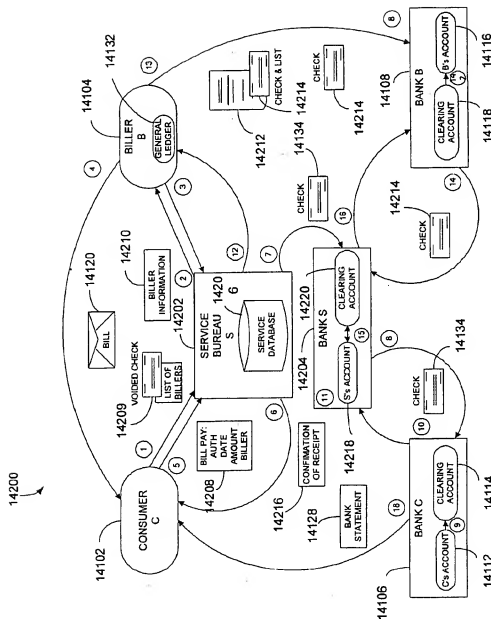 14200
14102
CONSUMER
C
14120
BILL
14104
14132
BILLER
B
GENERAL
LEDGER
14209
VOIDED CHECK
LIST OF
BILLERS
14210
BILLER
INFORMATION
14202
SERVICE
BUREAU
S
1420
6
SERVICE
DATABASE
14208
BILL PAY:
AUTH
DATE
AMOUNT
BILLER
14212
14214
CHECK & LIST
CHECK
14214
CHECK
14134
14216
CONFIMATION
OF RECEIPT
14128
BANK
STATEMENT
14204
BANK S
14218
S's ACCOUNT
CLEARING
ACCOUNT
14220
14108
BANK B
B's ACCOUNT
14116
CLEARING
ACCOUNT
14118
CHECK
14214
CHECK
14134
14106
BANK C
C's ACCOUNT
14112
CLEARING
ACCOUNT
14114
1
2
3
4
5
6
7
8
8
9
10
11
12
13
14
15
16
18